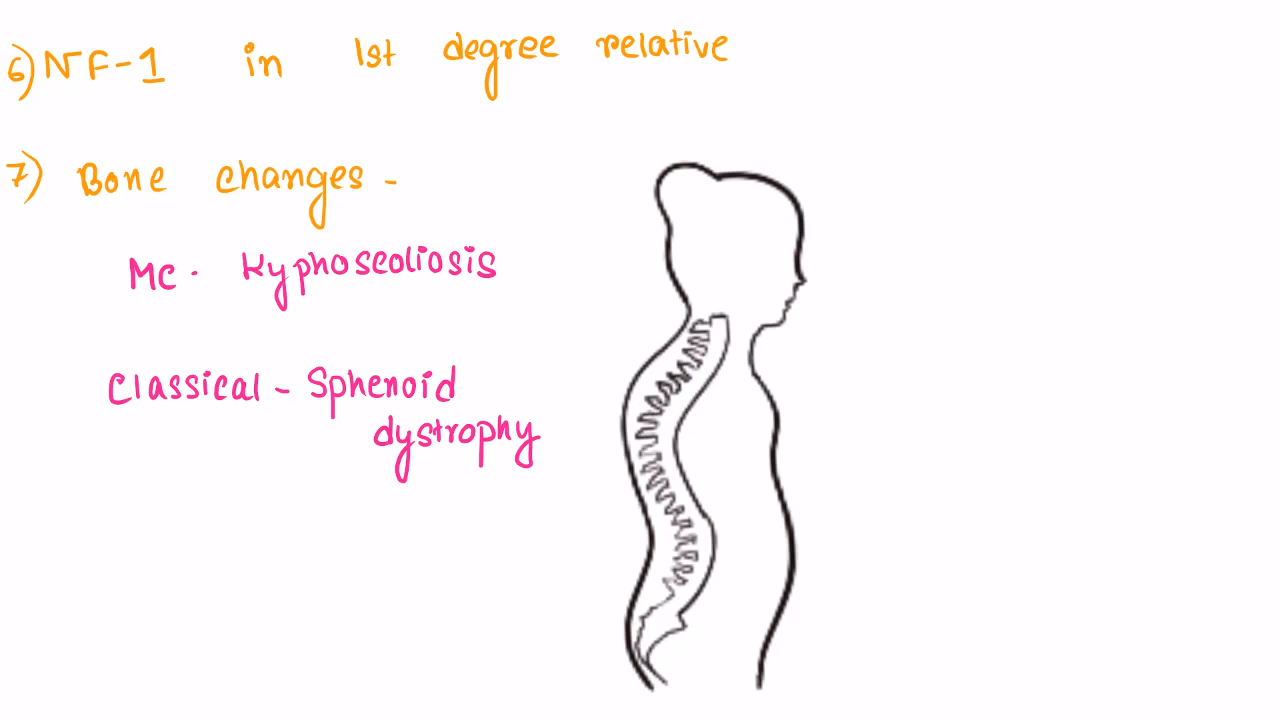 6) NF-1 in 1st degree relative
7) Bone changes -
MC. Kyphoscoliosis
Classical - Sphenoid
dystrophy